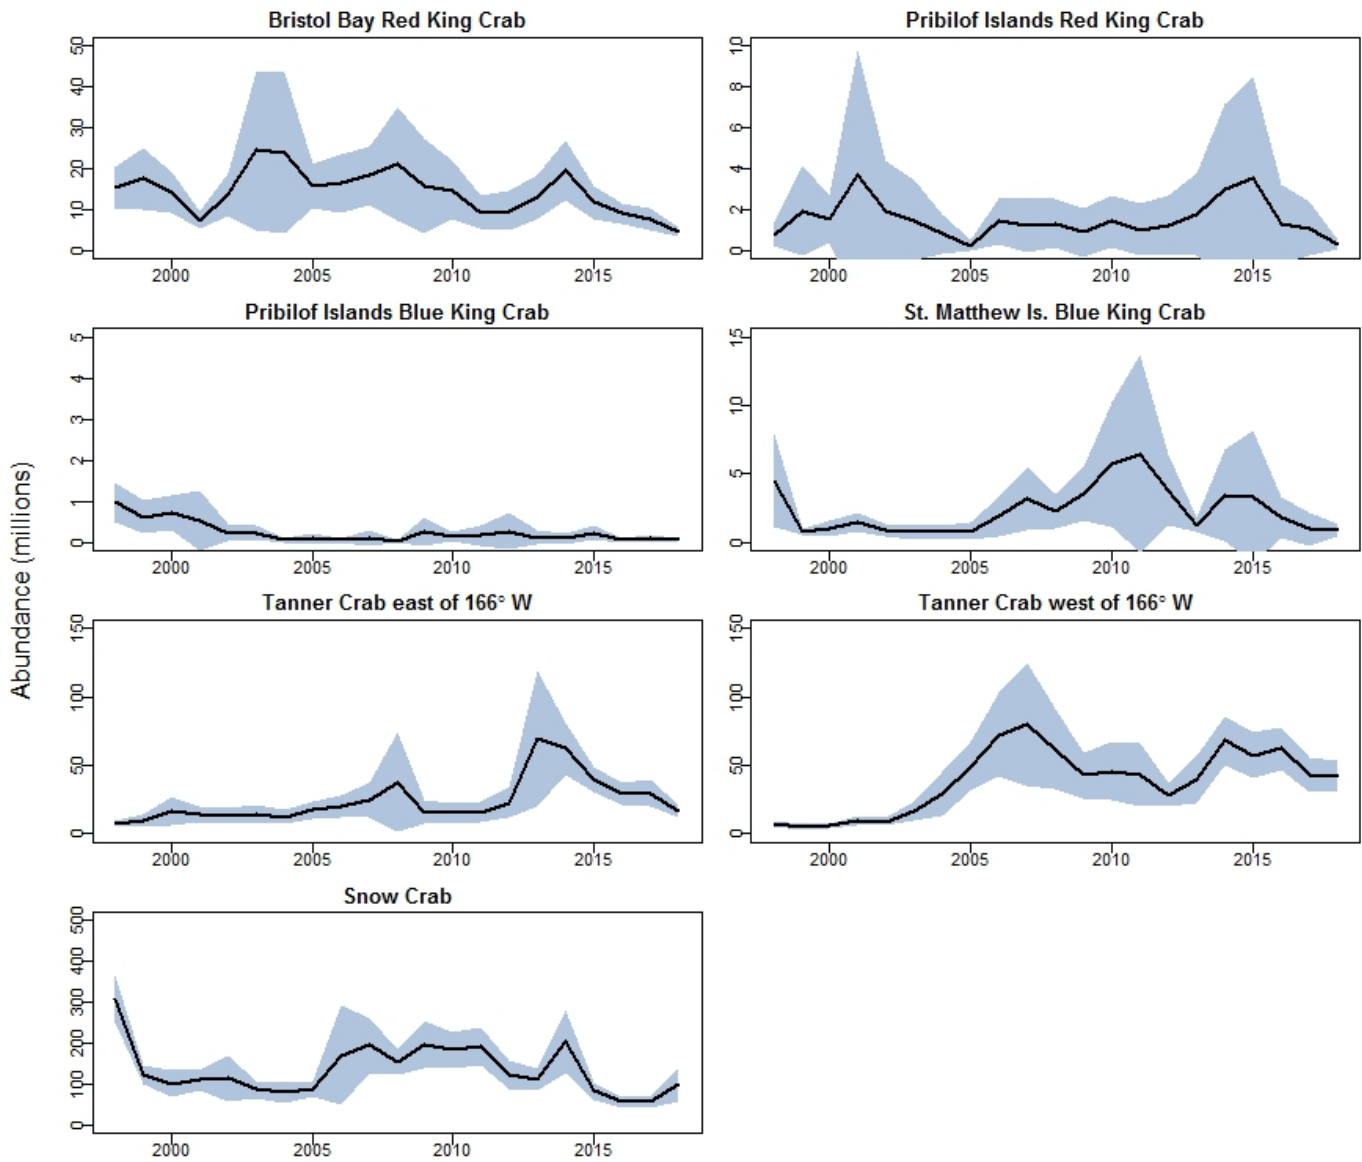 Bristol Bay Red King Crab
50
40
30
20
10
0
2000 2005 2010 2015
Pribilof Islands Red King Crab
10
8
6
4
2
0
2000 2005 2010 2015
Pribilof Islands Blue King Crab
5
4
3
2
1
0
2000 2005 2010 2015
St. Matthew Is. Blue King Crab
15
10
5
0
2000 2005 2010 2015
Abundance (millions)
Tanner Crab east of 166° W
150
100
50
0
2000 2005 2010 2015
Tanner Crab west of 166° W
150
100
50
0
2000 2005 2010 2015
Snow Crab
500
400
300
200
100
0
2000 2005 2010 2015